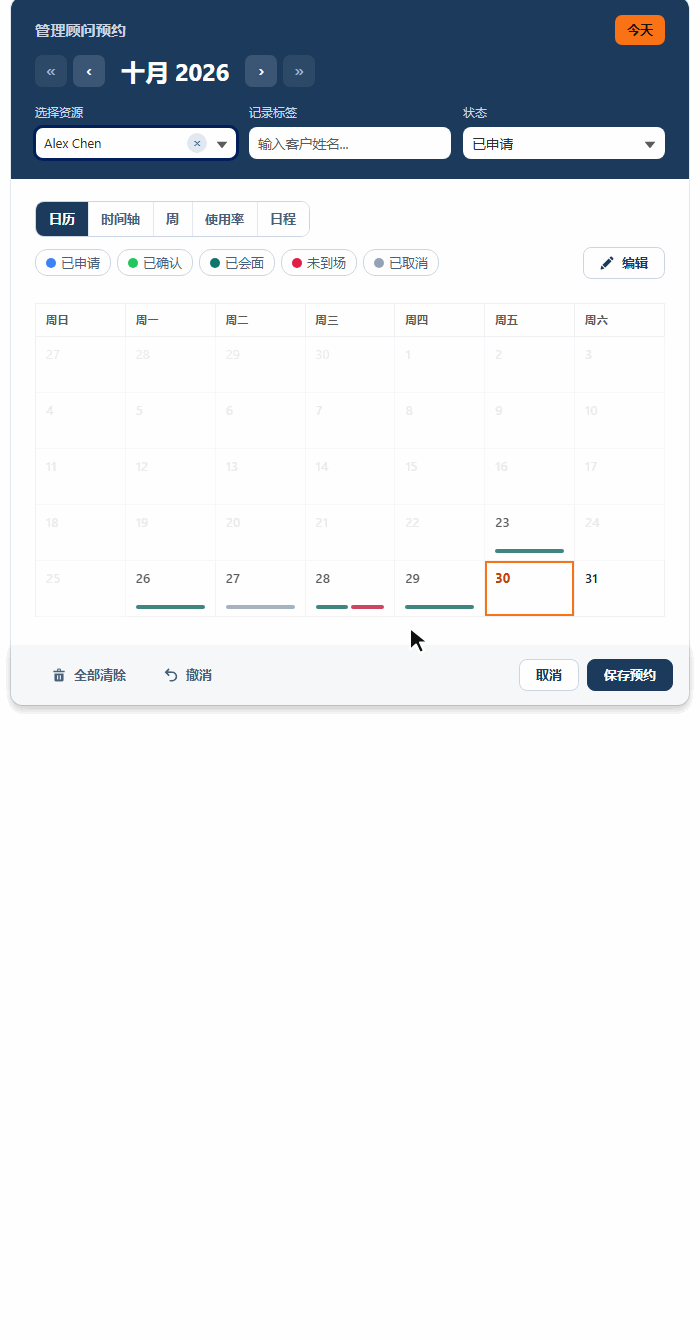 管理顾问预约
今天
« ‹ 十月 2026 › »
选择资源 记录标签 状态
Alex Chen × 输入客户姓名... 已申请
日历 时间轴 周 使用率 日程
已申请 已确认 已会面 未到场 已取消 编辑
周日 周一 周二 周三 周四 周五 周六
27 28 29 30 1 2 3
4 5 6 7 8 9 10
11 12 13 14 15 16 17
18 19 20 21 22 23 24
25 26 27 28 29 30 31
全部清除 撤消 取消 保存预约